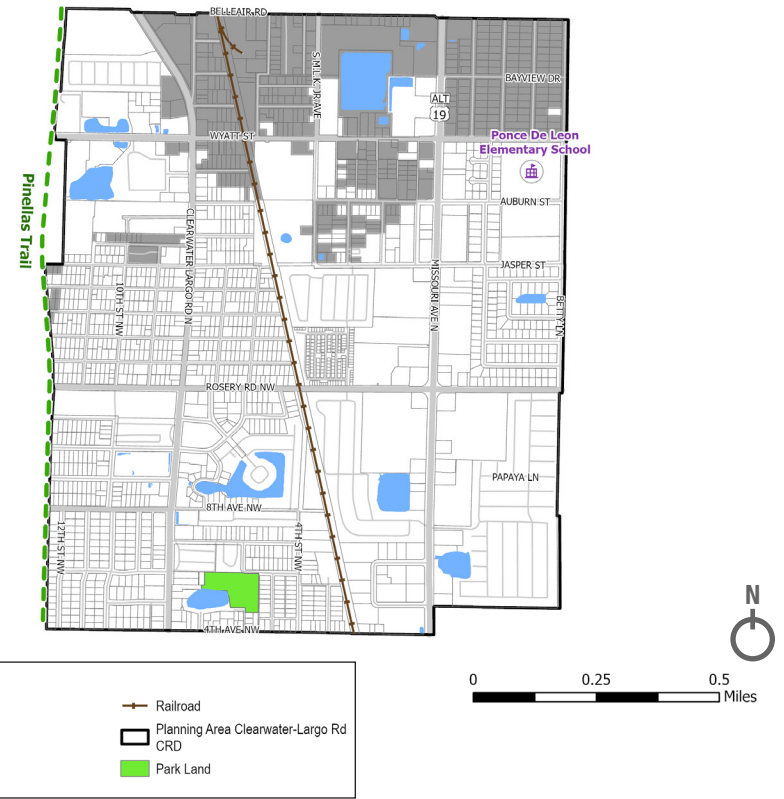 BELLEAIR RD
S M.L.K. JR AVE
BAYVIEW DR
ALT
19
WYATT ST
Ponce De Leon
Elementary School
Pinellas Trail
AUBURN ST
CLEARWATER LARGO RD N
JASPER ST
MISSOURI AVE N
10TH ST NW
BETTY LN
ROSERY RD NW
PAPAYA LN
8TH AVE NW
12TH ST NW
4TH ST NW
4TH AVE NW
N
0 0.25 0.5
Miles
Railroad
Planning Area Clearwater-Largo Rd
CRD
Park Land